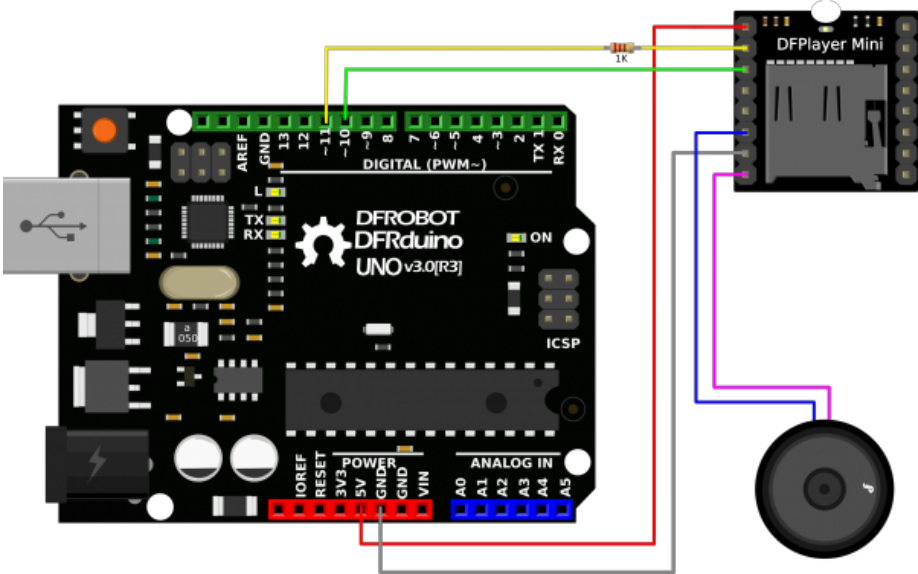 DFPlayer Mini
1K
AREF
GND
13
12
~11
~10
~9
8
7
~6
~5
4
~3
2
TX 1
RX 0
DIGITAL (PWM~)
L
TX
RX
DFROBOT
DFRduino
UNO v3.0[R3]
ON
ICSP
a
050
POWER
ANALOG IN
IOREF
RESET
3V3
5V
GND
GND
VIN
A0
A1
A2
A3
A4
A5